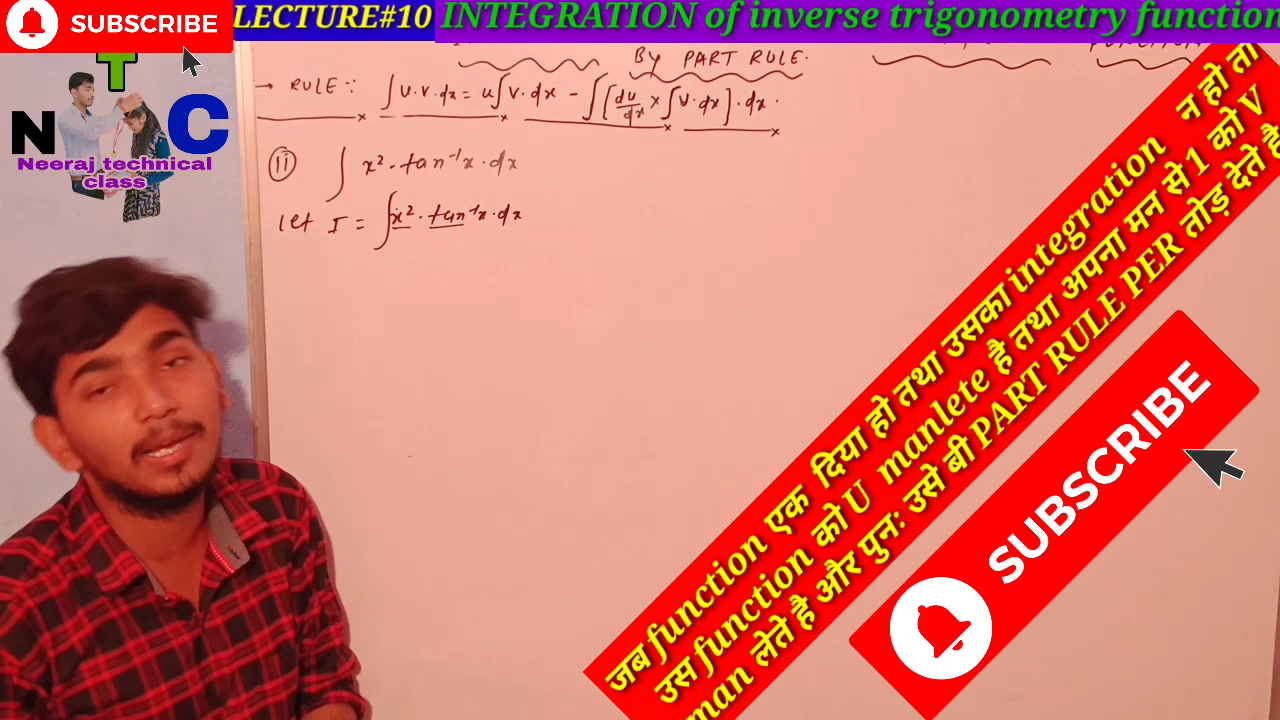 SUBSCRIBE
LECTURE#10 INTEGRATION of inverse trigonometry function
BY PART RULE.
→ RULE :: ∫U.V.dx = u∫V.dx - ∫[du/dx × ∫V.dx].dx.
(ii) ∫ x².tan⁻¹x.dx
let I = ∫x².tan⁻¹x.dx
N T C
Neeraj technical
class
जब function एक दिया हो तथा उसका integration न हो तो
उस function को U manlete है तथा अपना मन से 1 को V
man लेते है और पुनः उसे बी PART RULE PER तोड़ देते है
SUBSCRIBE